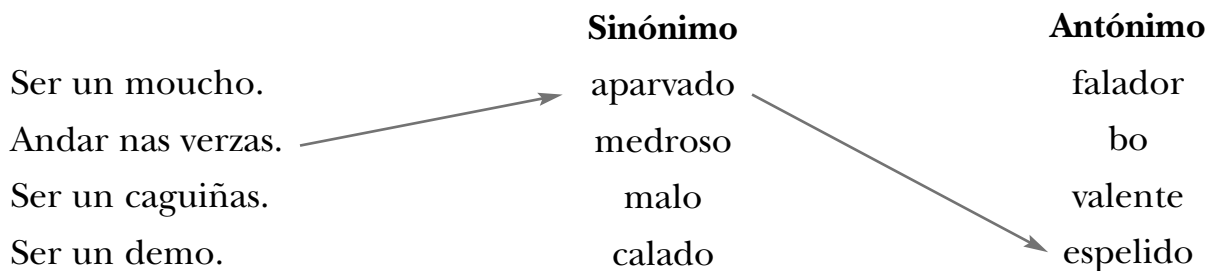 Sinónimo Antónimo
Ser un moucho. aparvado falador
Andar nas verzas. medroso bo
Ser un caguiñas. malo valente
Ser un demo. calado espelido